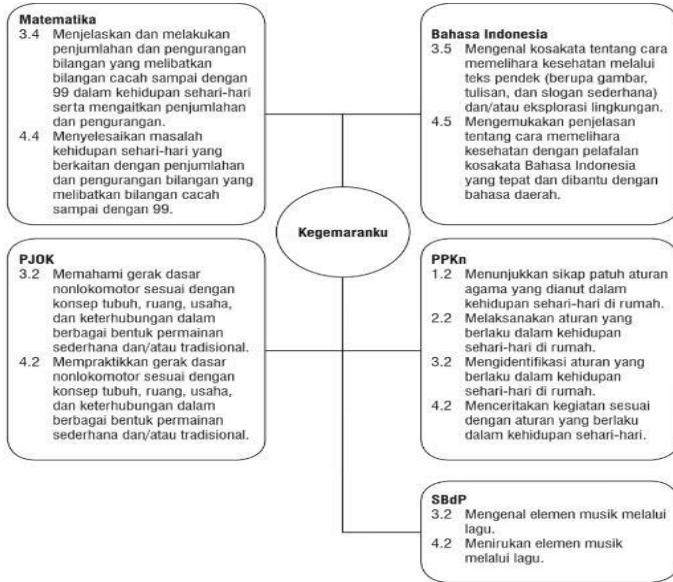 Matematika
3.4 Menjelaskan dan melakukan
penjumlahan dan pengurangan
bilangan yang melibatkan
bilangan cacah sampai dengan
99 dalam kehidupan sehari-hari
serta mengaitkan penjumlahan
dan pengurangan.
4.4 Menyelesaikan masalah
kehidupan sehari-hari yang
berkaitan dengan penjumlahan
dan pengurangan bilangan yang
melibatkan bilangan cacah
sampai dengan 99.
Bahasa Indonesia
3.5 Mengenal kosakata tentang cara
memelihara kesehatan melalui
teks pendek (berupa gambar,
tulisan, dan slogan sederhana)
dan/atau eksplorasi lingkungan.
4.5 Mengemukakan penjelasan
tentang cara memelihara
kesehatan dengan pelafalan
kosakata Bahasa Indonesia
yang tepat dan dibantu dengan
bahasa daerah.
Kegemaranku
PJOK
3.2 Memahami gerak dasar
nonlokomotor sesuai dengan
konsep tubuh, ruang, usaha,
dan keterhubungan dalam
berbagai bentuk permainan
sederhana dan/atau tradisional.
4.2 Mempraktikkan gerak dasar
nonlokomotor sesuai dengan
konsep tubuh, ruang, usaha,
dan keterhubungan dalam
berbagai bentuk permainan
sederhana dan/atau tradisional.
PPKn
1.2 Menunjukkan sikap patuh aturan
agama yang dianut dalam
kehidupan sehari-hari di rumah.
2.2 Melaksanakan aturan yang
berlaku dalam kehidupan
sehari-hari di rumah.
3.2 Mengidentifikasi aturan yang
berlaku dalam kehidupan
sehari-hari di rumah.
4.2 Menceritakan kegiatan sesuai
dengan aturan yang berlaku
dalam kehidupan sehari-hari.
SBdP
3.2 Mengenal elemen musik melalui
lagu.
4.2 Menirukan elemen musik
melalui lagu.